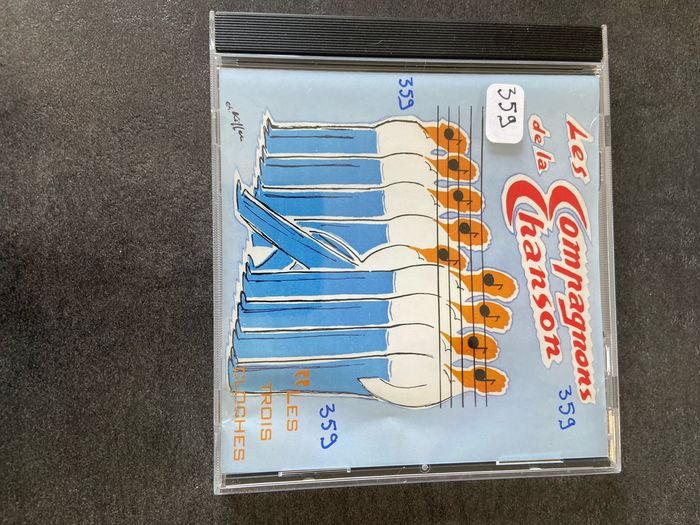 359
359
Les Compagnons
de la Chanson
359
359
LES
TROIS
CLOCHES